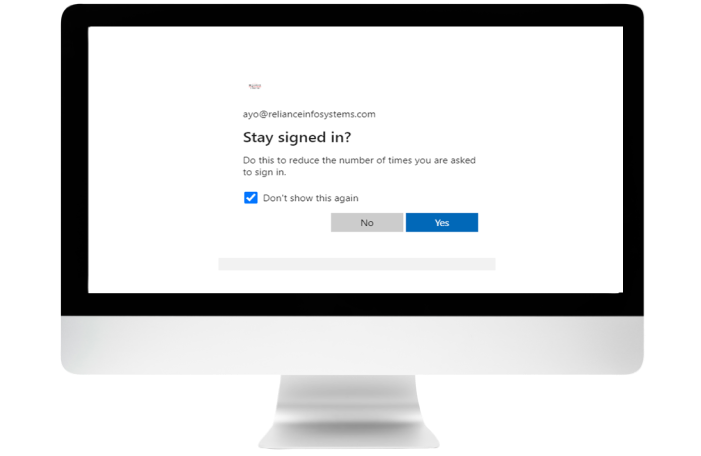 ayo@relianceinfosystems.com
Stay signed in?
Do this to reduce the number of times you are asked
to sign in.
Don't show this again
No Yes